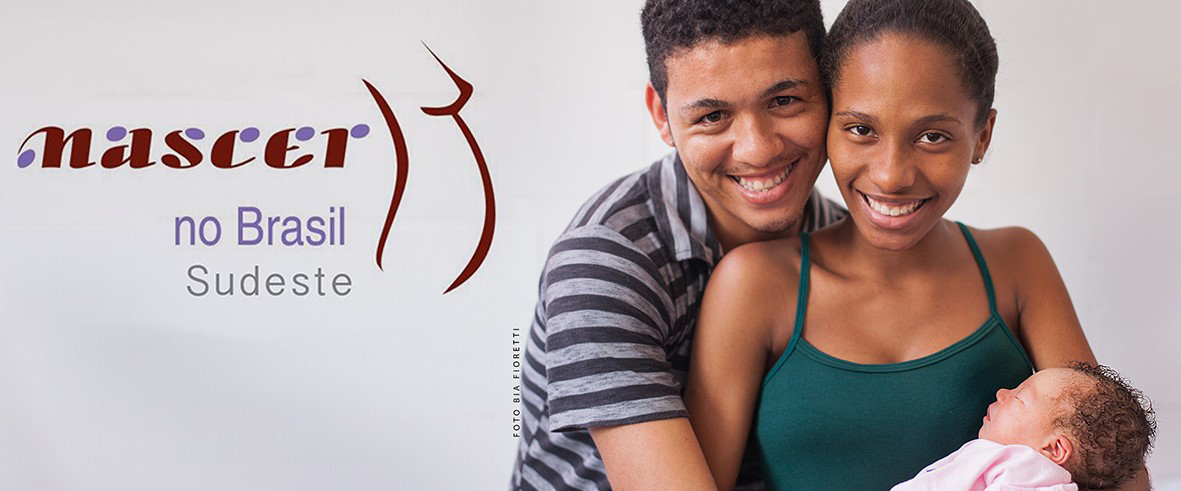 nascer
no Brasil
Sudeste
FOTO BIA FIORETTI